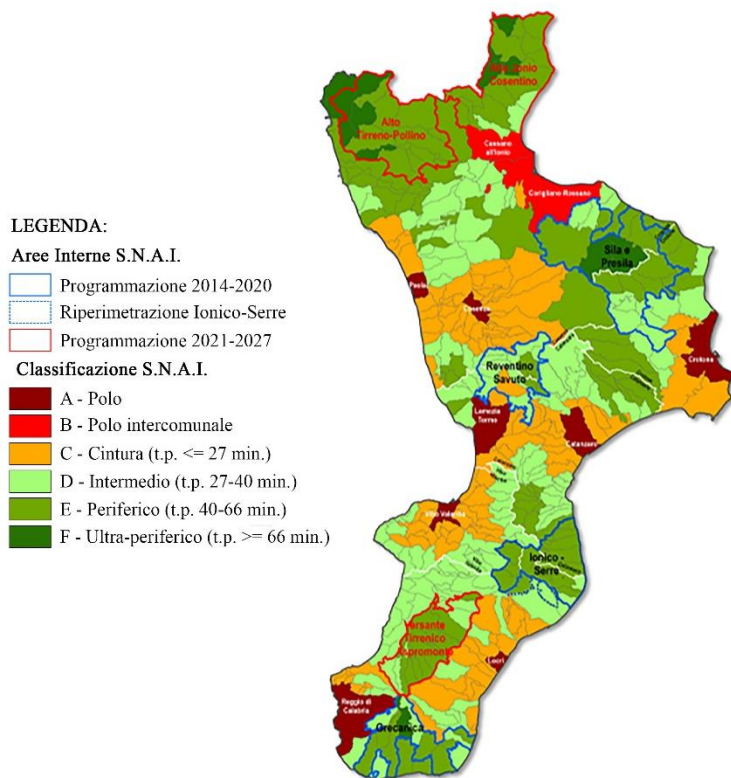 LEGENDA:
Aree Interne S.N.A.I.
Programmazione 2014-2020
Riperimetrazione Ionico-Serre
Programmazione 2021-2027
Classificazione S.N.A.I.
A - Polo
B - Polo intercomunale
C - Cintura (t.p. <= 27 min.)
D - Intermedio (t.p. 27-40 min.)
E - Periferico (t.p. 40-66 min.)
F - Ultra-periferico (t.p. >= 66 min.)
Jonio
Cosentino
Alto
Tirreno-Pollino
Cassano
all'Ionio
Corigliano-Rossano
Sila e
Presila
Paola
Cosenza
Crotone
Reventino
Savuto
Lamezia
Terme
Catanzaro
Vibo Valentia
Ionico -
Serre
Versante
Tirrenico
Aspromonte
Locri
Reggio di
Calabria
Grecanica